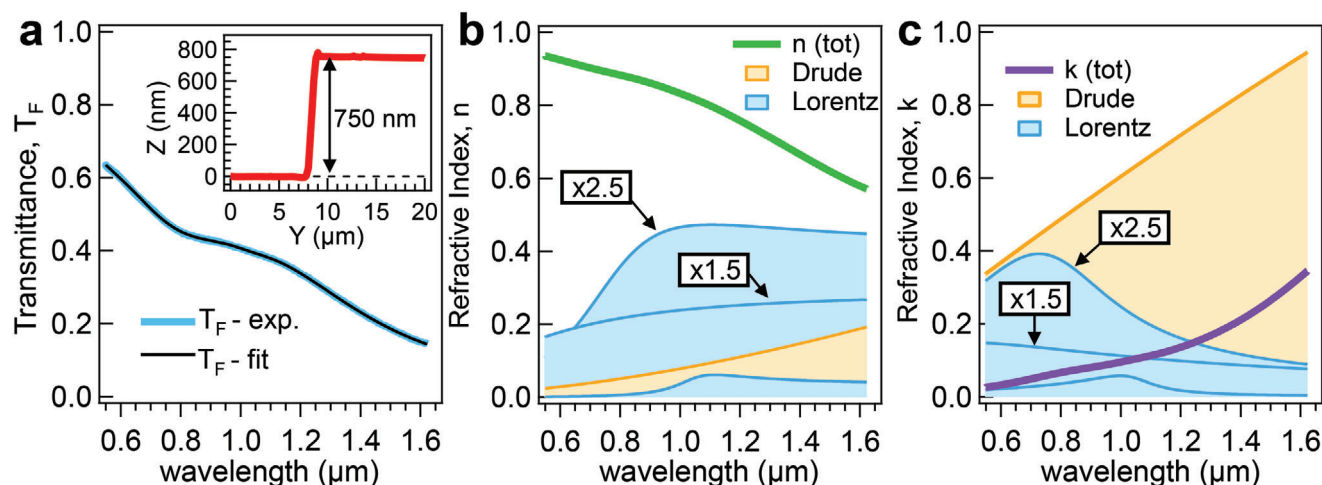 a
Transmittance, T_F
1.0
0.8
0.6
0.4
0.2
0.0
0.6 0.8 1.0 1.2 1.4 1.6
wavelength (µm)
T_F - exp.
T_F - fit
Z (nm)
800
600
400
200
0
750 nm
0 5 10 15 20
Y (µm)
b
Refractive Index, n
1.0
0.8
0.6
0.4
0.2
0.0
n (tot)
Drude
Lorentz
x2.5
x1.5
0.6 0.8 1.0 1.2 1.4 1.6
wavelength (µm)
c
Refractive Index, k
1.0
0.8
0.6
0.4
0.2
0.0
k (tot)
Drude
Lorentz
x2.5
x1.5
0.6 0.8 1.0 1.2 1.4 1.6
wavelength (µm)